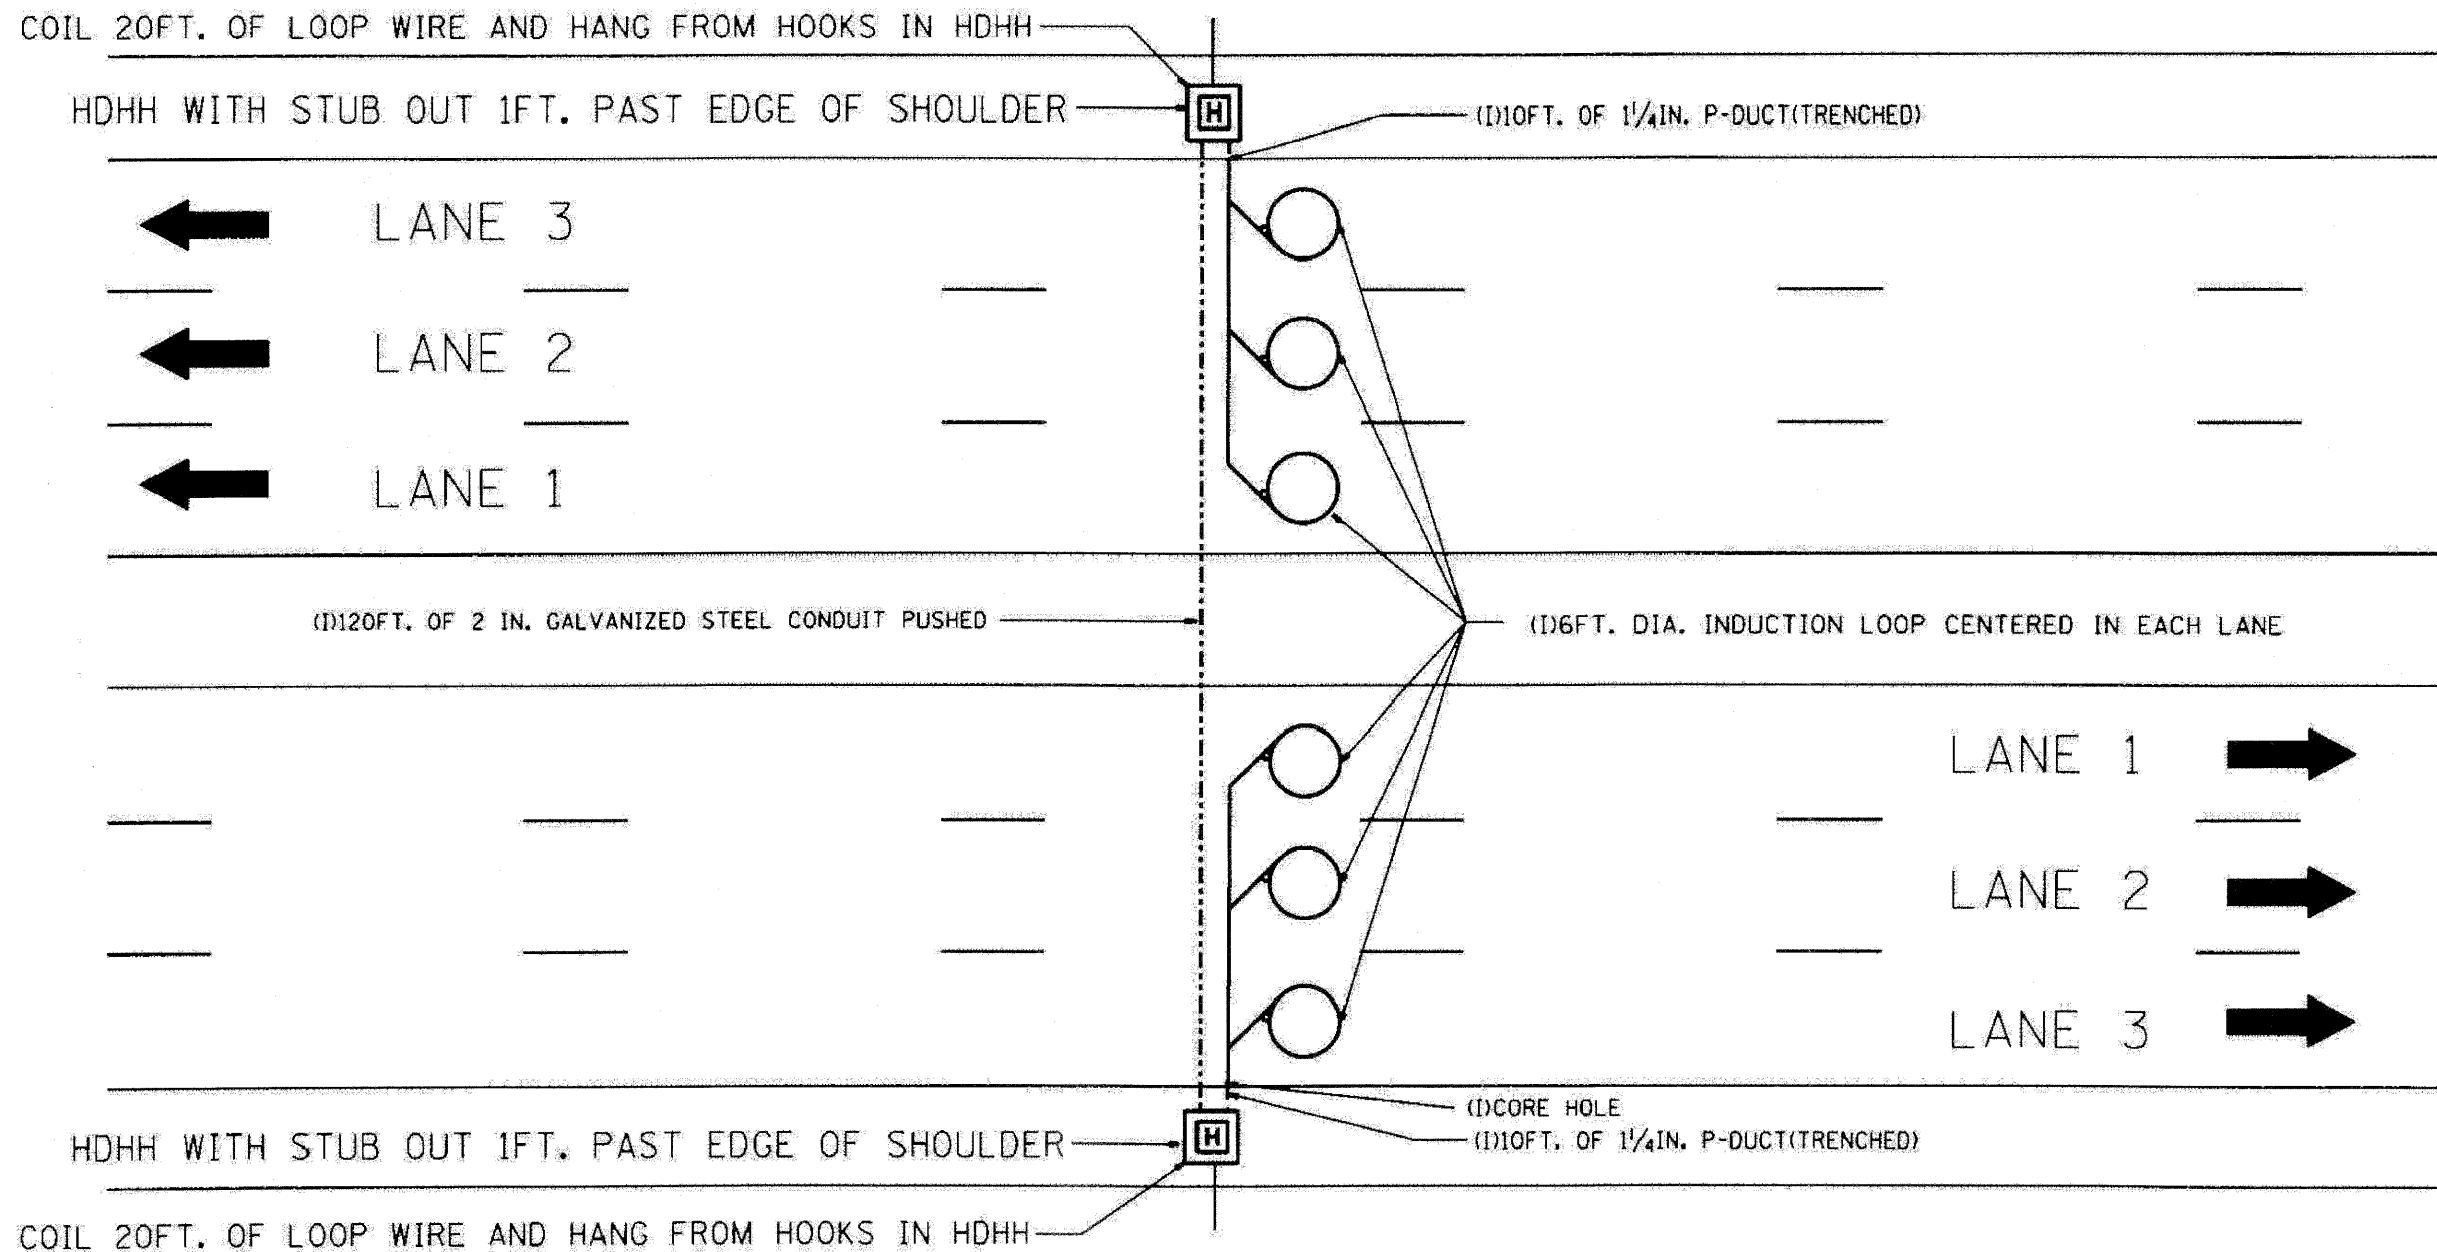 COIL 20FT. OF LOOP WIRE AND HANG FROM HOOKS IN HDHH
HDHH WITH STUB OUT 1FT. PAST EDGE OF SHOULDER
H
(I)10FT. OF 1 1/4IN. P-DUCT(TRENCHED)
LANE 3
LANE 2
LANE 1
(I)120FT. OF 2 IN. GALVANIZED STEEL CONDUIT PUSHED
(I)6FT. DIA. INDUCTION LOOP CENTERED IN EACH LANE
LANE 1
LANE 2
LANE 3
(I)CORE HOLE
(I)10FT. OF 1 1/4IN. P-DUCT(TRENCHED)
HDHH WITH STUB OUT 1FT. PAST EDGE OF SHOULDER
H
COIL 20FT. OF LOOP WIRE AND HANG FROM HOOKS IN HDHH